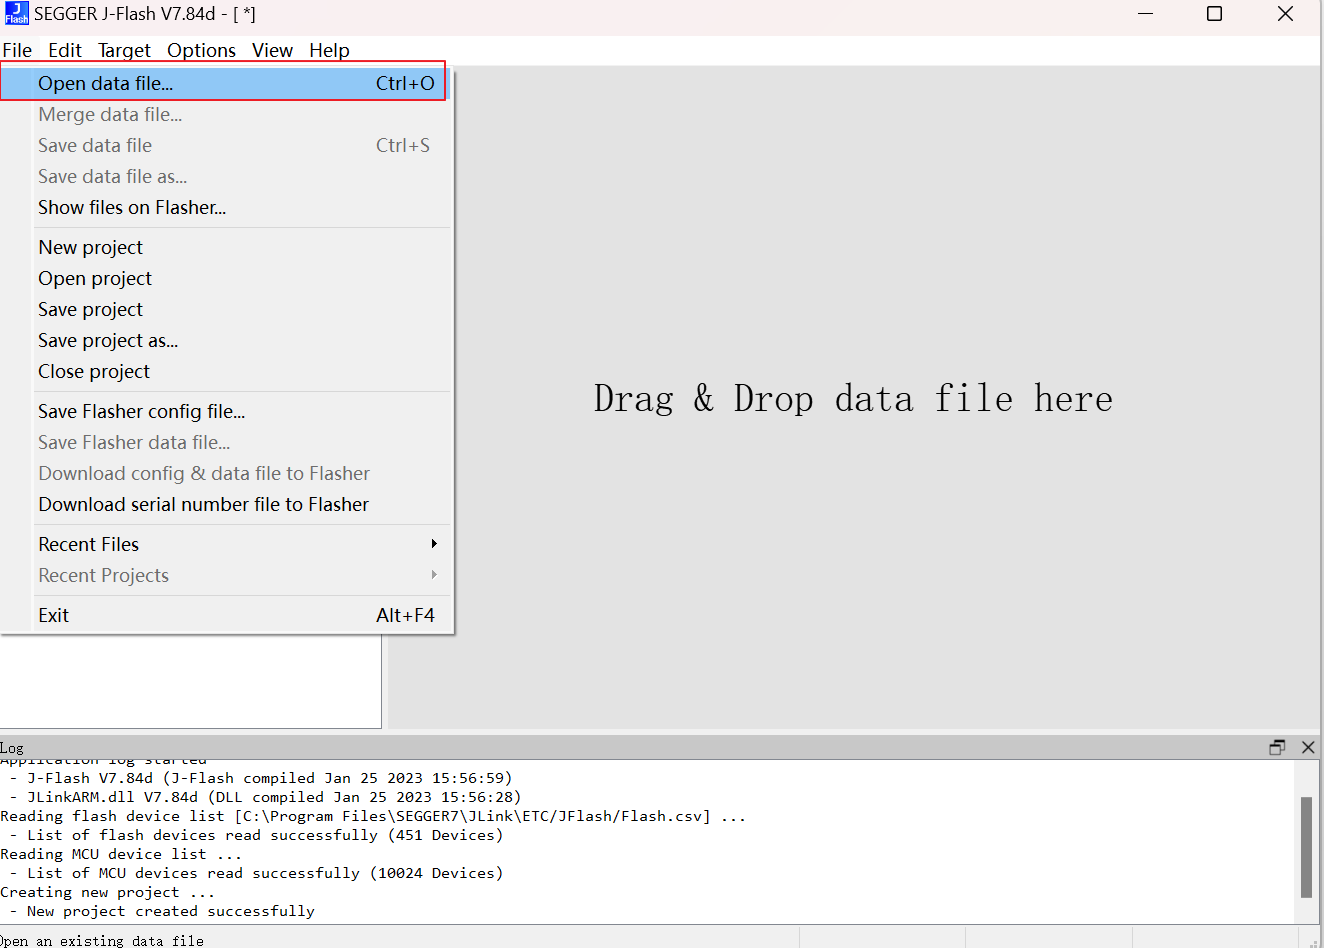 J
Flash
SEGGER J-Flash V7.84d - [ *]
File Edit Target Options View Help
Open data file... Ctrl+O
Merge data file...
Save data file Ctrl+S
Save data file as...
Show files on Flasher...
New project
Open project
Save project
Save project as...
Close project
Save Flasher config file...
Save Flasher data file...
Download config & data file to Flasher
Download serial number file to Flasher
Recent Files
Recent Projects
Exit Alt+F4
Drag & Drop data file here
Log
Application log started
- J-Flash V7.84d (J-Flash compiled Jan 25 2023 15:56:59)
- JLinkARM.dll V7.84d (DLL compiled Jan 25 2023 15:56:28)
Reading flash device list [C:\Program Files\SEGGER7\JLink\ETC/JFlash/Flash.csv] ...
- List of flash devices read successfully (451 Devices)
Reading MCU device list ...
- List of MCU devices read successfully (10024 Devices)
Creating new project ...
- New project created successfully
Open an existing data file